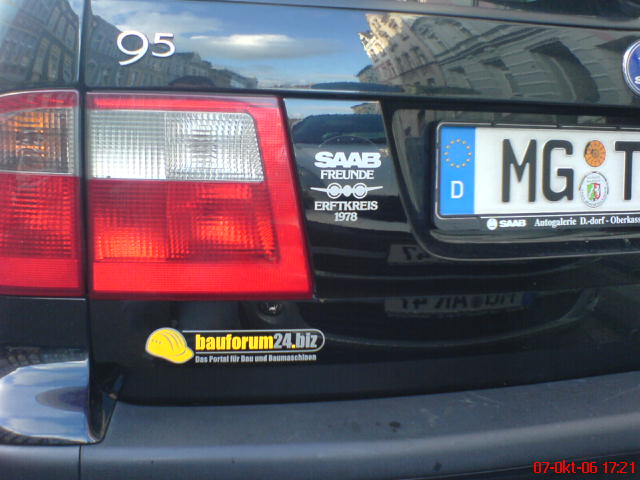 95
SAAB
FREUNDE
ERFTKREIS
1978
D
MG T
SAAB Autogalerie D.-dorf - Oberkass
bauforum24.biz
Das Portal für Bau und Baumaschinen
07-Okt-06 17:21